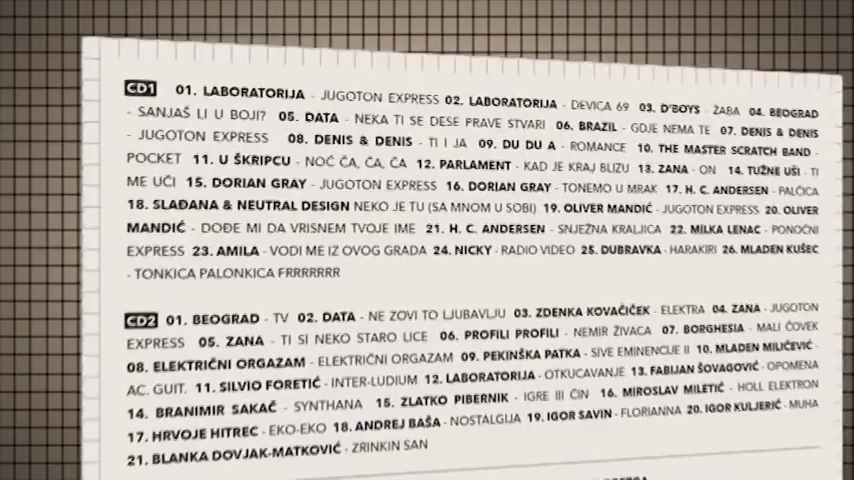 CD1 01. LABORATORIJA - JUGOTON EXPRESS 02. LABORATORIJA - DEVICA 69 03. D'BOYS - ŽABA 04. BEOGRAD
- SANJAŠ LI U BOJI? 05. DATA - NEKA TI SE DESE PRAVE STVARI 06. BRAZIL - GDJE NEMA TE 07. DENIS & DENIS
- JUGOTON EXPRESS 08. DENIS & DENIS - TI I JA 09. DU DU A - ROMANCE 10. THE MASTER SCRATCH BAND -
POCKET 11. U ŠKRIPCU - NOĆ ČA, ČA, ČA 12. PARLAMENT - KAD JE KRAJ BLIZU 13. ZANA - ON 14. TUŽNE UŠI - TI
ME UČI 15. DORIAN GRAY - JUGOTON EXPRESS 16. DORIAN GRAY - TONEMO U MRAK 17. H. C. ANDERSEN - PALČICA
18. SLAĐANA & NEUTRAL DESIGN NEKO JE TU (SA MNOM U SOBI) 19. OLIVER MANDIĆ - JUGOTON EXPRESS 20. OLIVER
MANDIĆ - DOĐE MI DA VRISNEM TVOJE IME 21. H. C. ANDERSEN - SNJEŽNA KRALJICA 22. MILKA LENAC - PONOĆNI
EXPRESS 23. AMILA - VODI ME IZ OVOG GRADA 24. NICKY - RADIO VIDEO 25. DUBRAVKA - HARAKIRI 26. MLADEN KUŠEC
- TONKICA PALONKICA FRRRRRRR
CD2 01. BEOGRAD - TV 02. DATA - NE ZOVI TO LJUBAVLJU 03. ZDENKA KOVAČIČEK - ELEKTRA 04. ZANA - JUGOTON
EXPRESS 05. ZANA - TI SI NEKO STARO LICE 06. PROFILI PROFILI - NEMIR ŽIVACA 07. BORGHESIA - MALI ČOVEK
08. ELEKTRIČNI ORGAZAM - ELEKTRIČNI ORGAZAM 09. PEKINŠKA PATKA - SIVE EMINENCIJE II 10. MLADEN MILIČEVIĆ -
AC. GUIT. 11. SILVIO FORETIĆ - INTER-LUDIUM 12. LABORATORIJA - OTKUCAVANJE 13. FABIJAN ŠOVAGOVIĆ - OPOMENA
14. BRANIMIR SAKAČ - SYNTHANA 15. ZLATKO PIBERNIK - IGRE III ČIN 16. MIROSLAV MILETIĆ - HOLL ELEKTRON
17. HRVOJE HITREC - EKO-EKO 18. ANDREJ BAŠA - NOSTALGIJA 19. IGOR SAVIN - FLORIANNA 20. IGOR KULJERIĆ - MUHA
21. BLANKA DOVJAK-MATKOVIĆ - ZRINKIN SAN